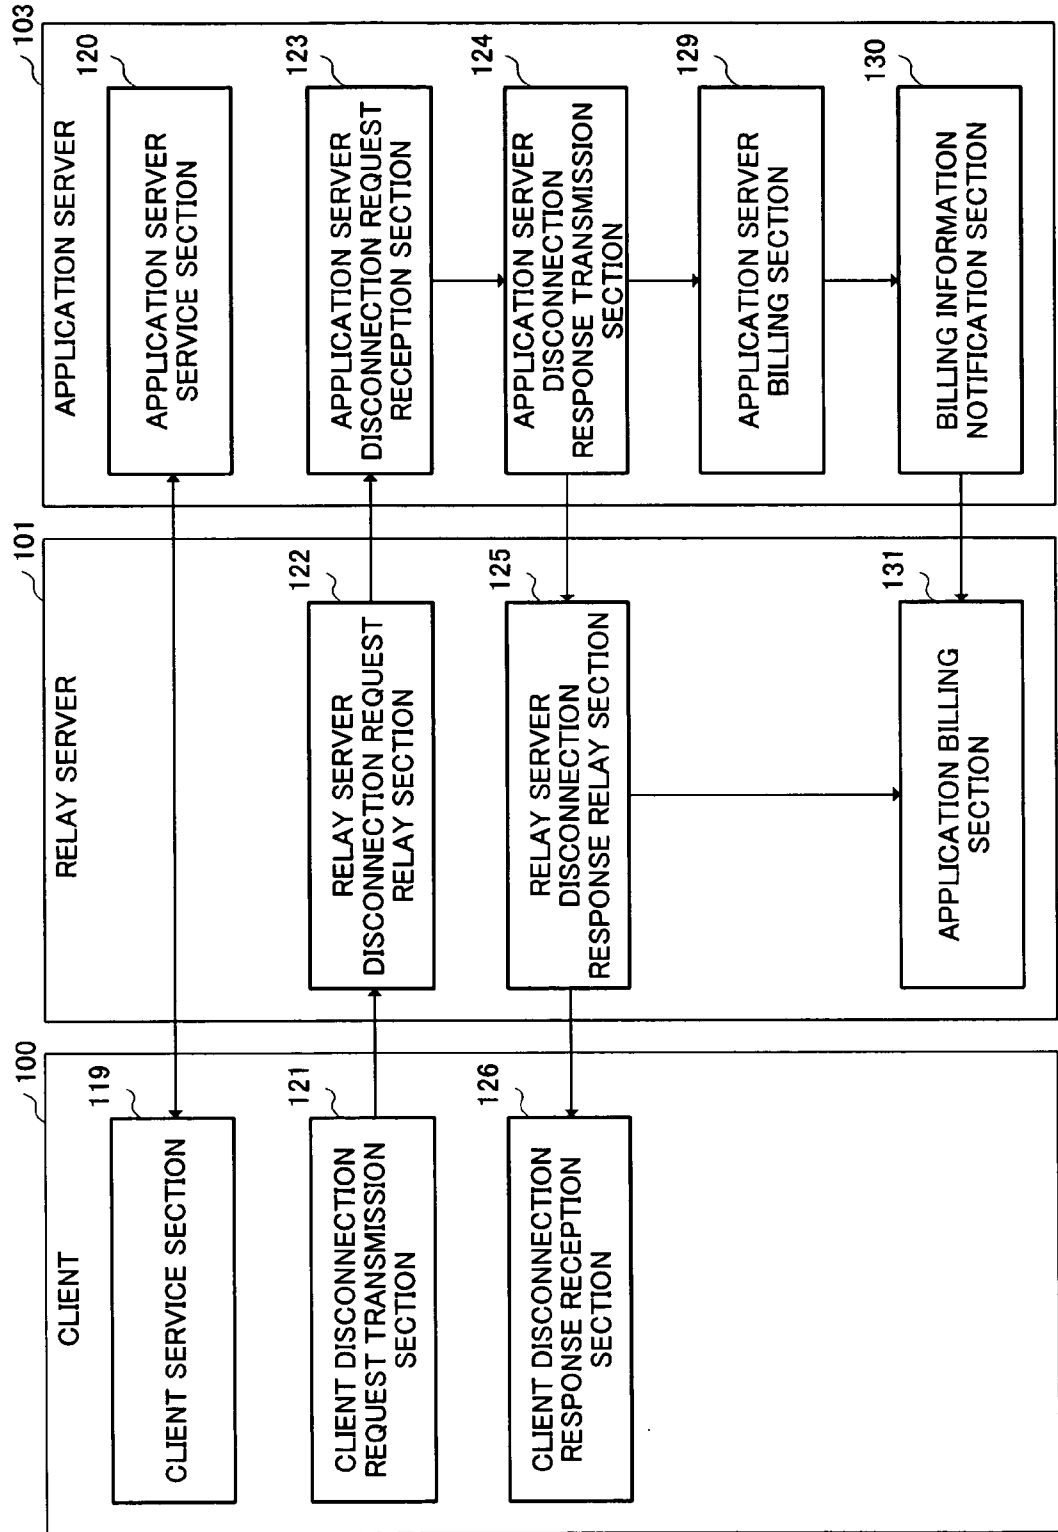 CLIENT
100
CLIENT SERVICE SECTION
119
CLIENT DISCONNECTION
REQUEST TRANSMISSION
SECTION
121
CLIENT DISCONNECTION
RESPONSE RECEPTION
SECTION
126
RELAY SERVER
101
RELAY SERVER
DISCONNECTION REQUEST
RELAY SECTION
122
RELAY SERVER
DISCONNECTION
RESPONSE RELAY SECTION
125
APPLICATION BILLING
SECTION
131
APPLICATION SERVER
103
APPLICATION SERVER
SERVICE SECTION
120
APPLICATION SERVER
DISCONNECTION REQUEST
RECEPTION SECTION
123
APPLICATION SERVER
DISCONNECTION
RESPONSE TRANSMISSION
SECTION
124
APPLICATION SERVER
BILLING SECTION
129
BILLING INFORMATION
NOTIFICATION SECTION
130